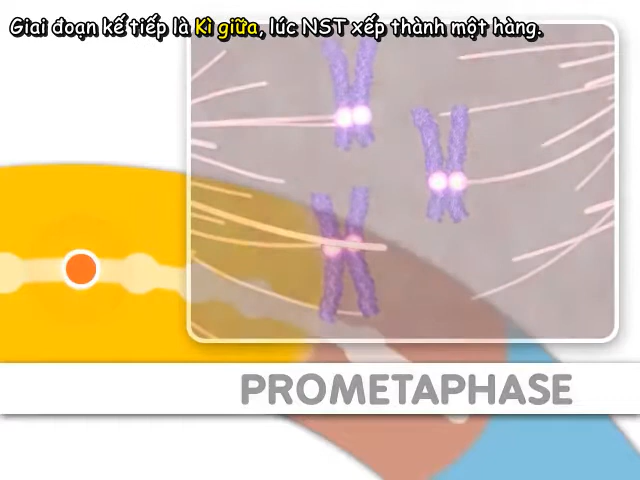 Giai đoạn kế tiếp là Kì giữa, lúc NST xếp thành một hàng.
PROMETAPHASE